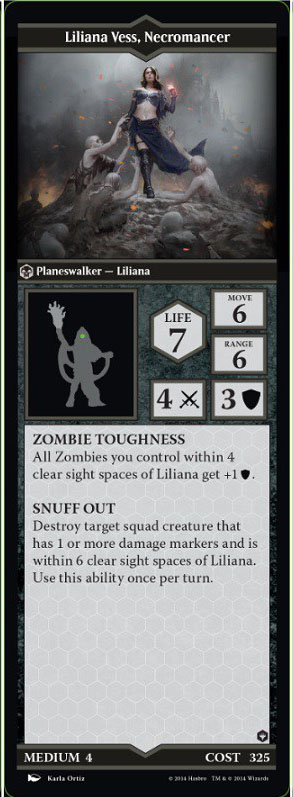 Liliana Vess, Necromancer
Planeswalker — Liliana
LIFE
7
MOVE
6
RANGE
6
4
3
ZOMBIE TOUGHNESS
All Zombies you control within 4
clear sight spaces of Liliana get +1 .
SNUFF OUT
Destroy target squad creature that
has 1 or more damage markers and is
within 6 clear sight spaces of Liliana.
Use this ability once per turn.
MEDIUM 4
COST 325
Karla Ortiz
© 2014 Hasbro TM & © 2014 Wizards